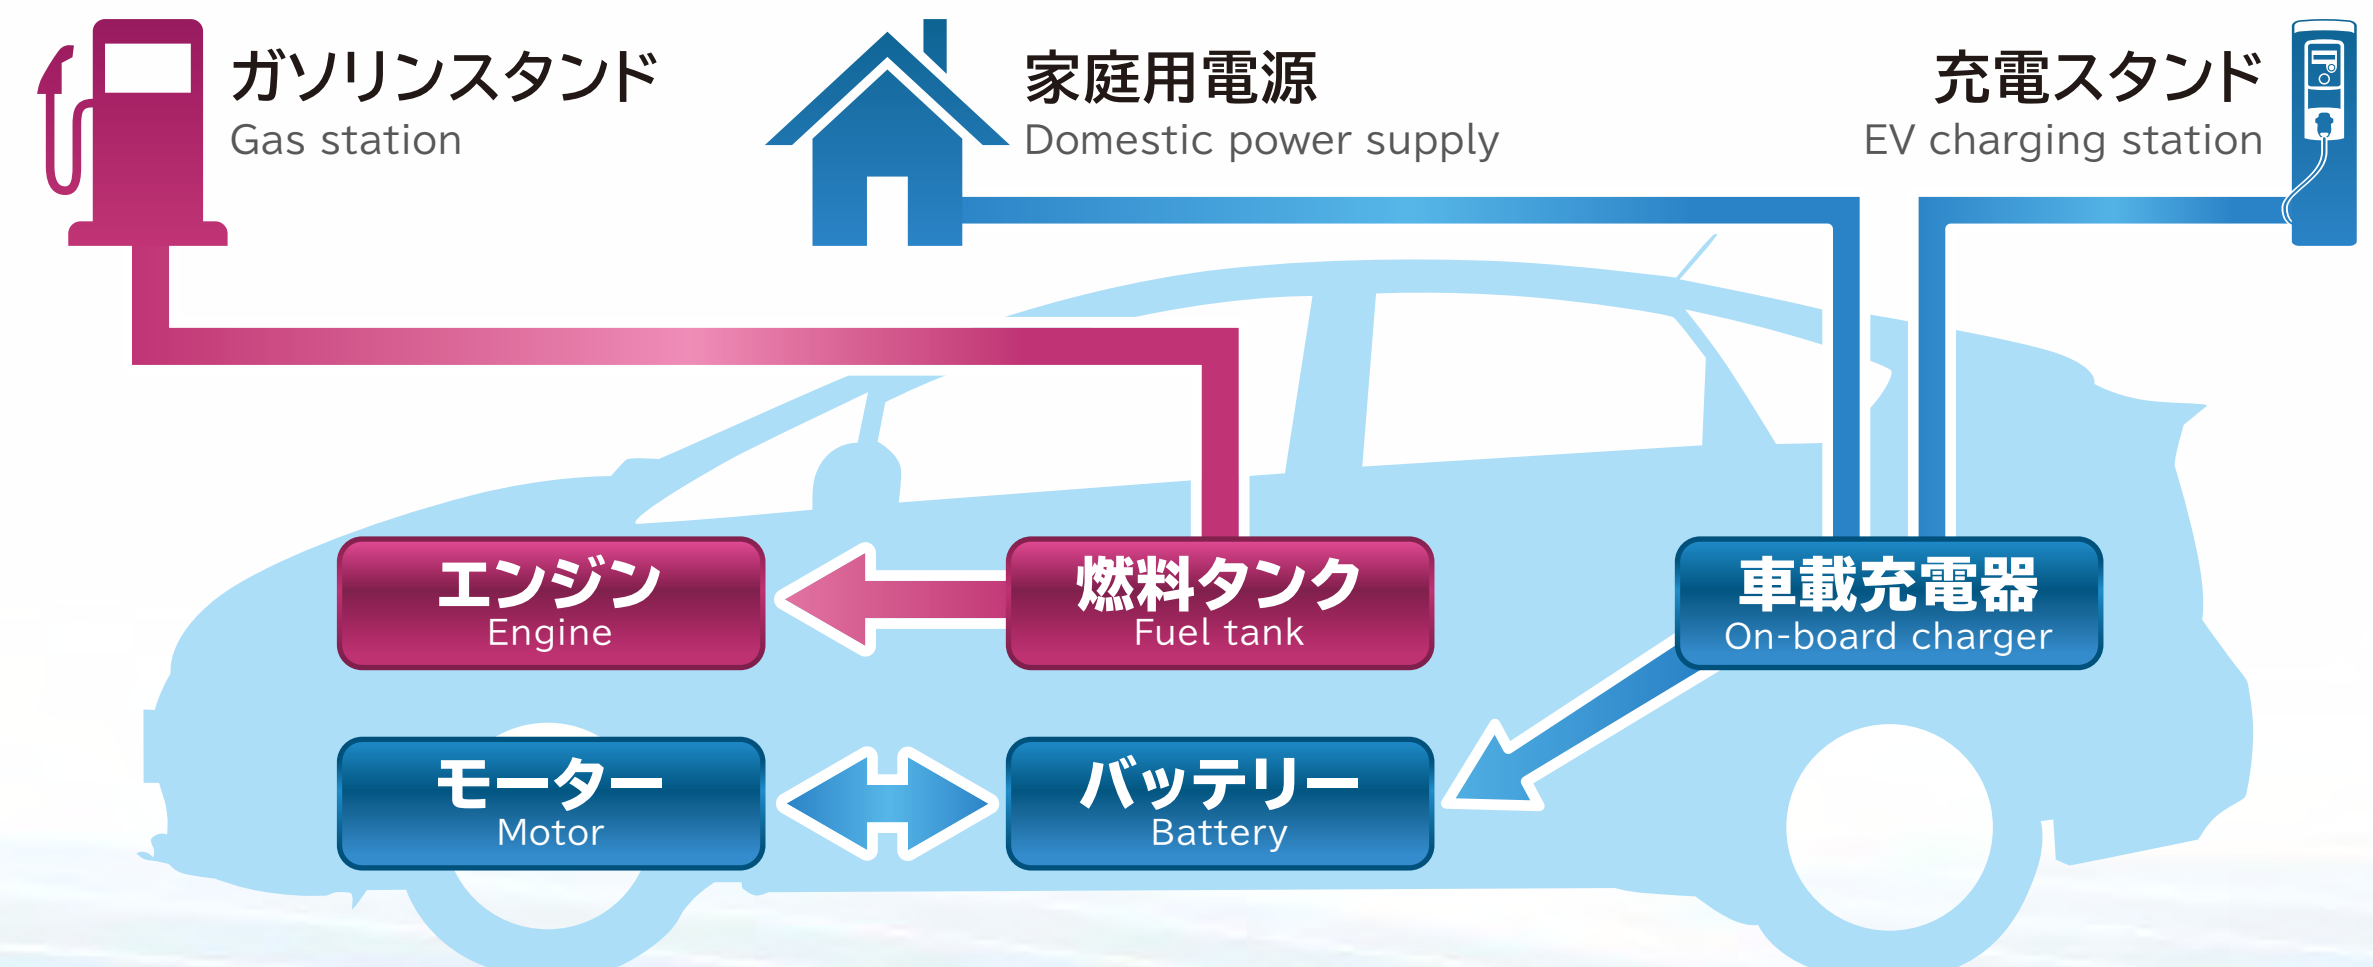 ガソリンスタンド
Gas station
家庭用電源
Domestic power supply
充電スタンド
EV charging station
エンジン
Engine
燃料タンク
Fuel tank
車載充電器
On-board charger
モーター
Motor
バッテリー
Battery